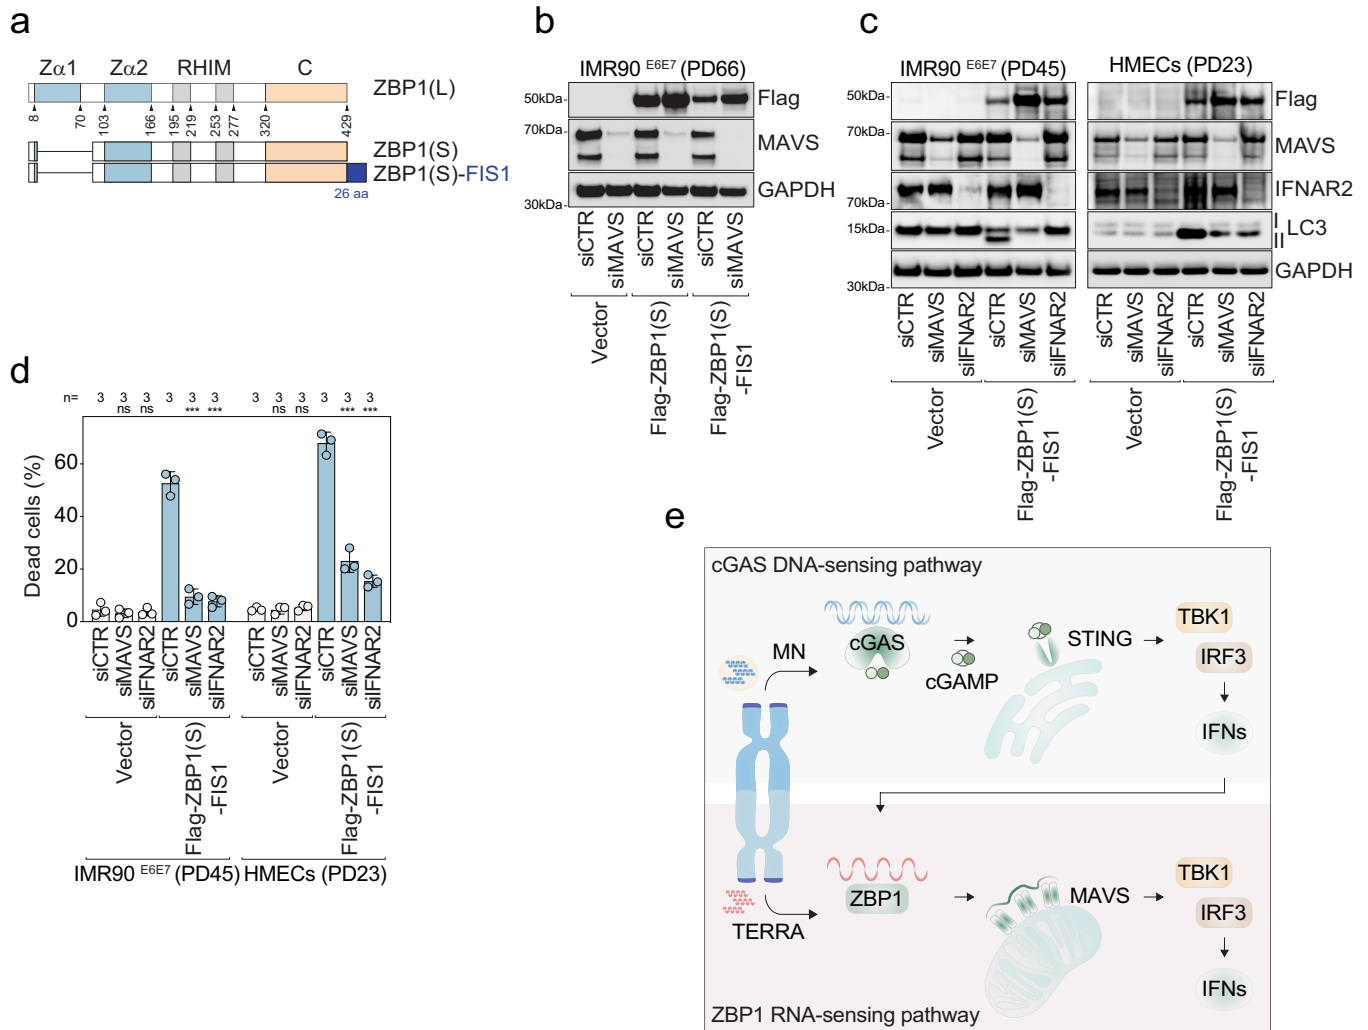 a
Zα1 Zα2 RHIM C
ZBP1(L)
8 70 103 166 195 219 253 277 320 429
ZBP1(S)
ZBP1(S)-FIS1
26 aa
b
IMR90 E6E7 (PD66)
50kDa
Flag
70kDa
MAVS
GAPDH
30kDa
siCTR siMAVS siCTR siMAVS siCTR siMAVS
Vector
Flag-ZBP1(S)
Flag-ZBP1(S)
-FIS1
c
IMR90 E6E7 (PD45) HMECs (PD23)
50kDa
Flag
70kDa
MAVS
IFNAR2
70kDa
15kDa
I
II
LC3
GAPDH
30kDa
siCTR siMAVS siIFNAR2 siCTR siMAVS siIFNAR2 siCTR siMAVS siIFNAR2 siCTR siMAVS siIFNAR2
Vector
Flag-ZBP1(S)
-FIS1
Vector
Flag-ZBP1(S)
-FIS1
d
n= 3 3 3 3 3 3 3 3 3 3 3 3
ns ns *** *** ns ns *** ***
Dead cells (%)
60
40
20
0
siCTR siMAVS siIFNAR2 siCTR siMAVS siIFNAR2 siCTR siMAVS siIFNAR2 siCTR siMAVS siIFNAR2
Vector
Flag-ZBP1(S)
-FIS1
Vector
Flag-ZBP1(S)
-FIS1
IMR90 E6E7 (PD45) HMECs (PD23)
e
cGAS DNA-sensing pathway
MN
cGAS
cGAMP
STING
TBK1
IRF3
IFNs
TERRA
ZBP1
MAVS
TBK1
IRF3
IFNs
ZBP1 RNA-sensing pathway